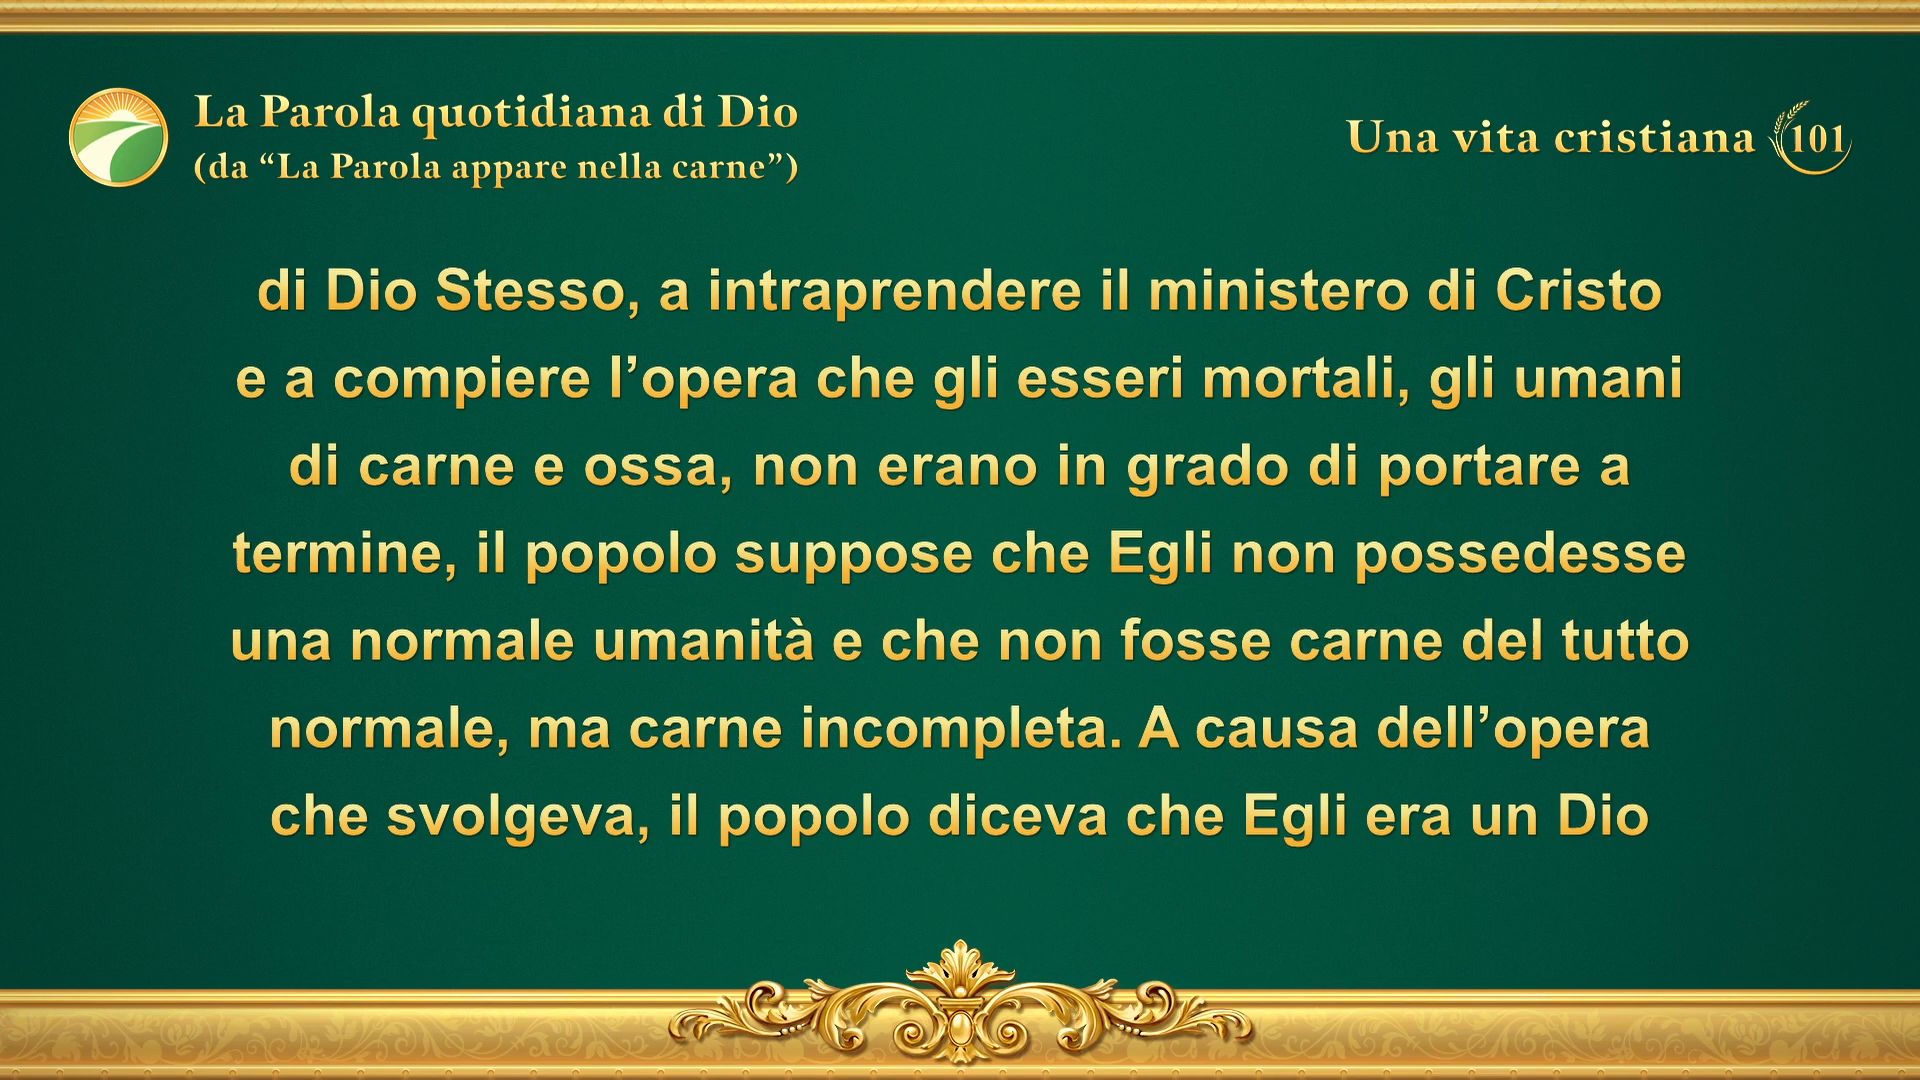 La Parola quotidiana di Dio
(da “La Parola appare nella carne”)
Una vita cristiana 101
di Dio Stesso, a intraprendere il ministero di Cristo
e a compiere l’opera che gli esseri mortali, gli umani
di carne e ossa, non erano in grado di portare a
termine, il popolo suppose che Egli non possedesse
una normale umanità e che non fosse carne del tutto
normale, ma carne incompleta. A causa dell’opera
che svolgeva, il popolo diceva che Egli era un Dio